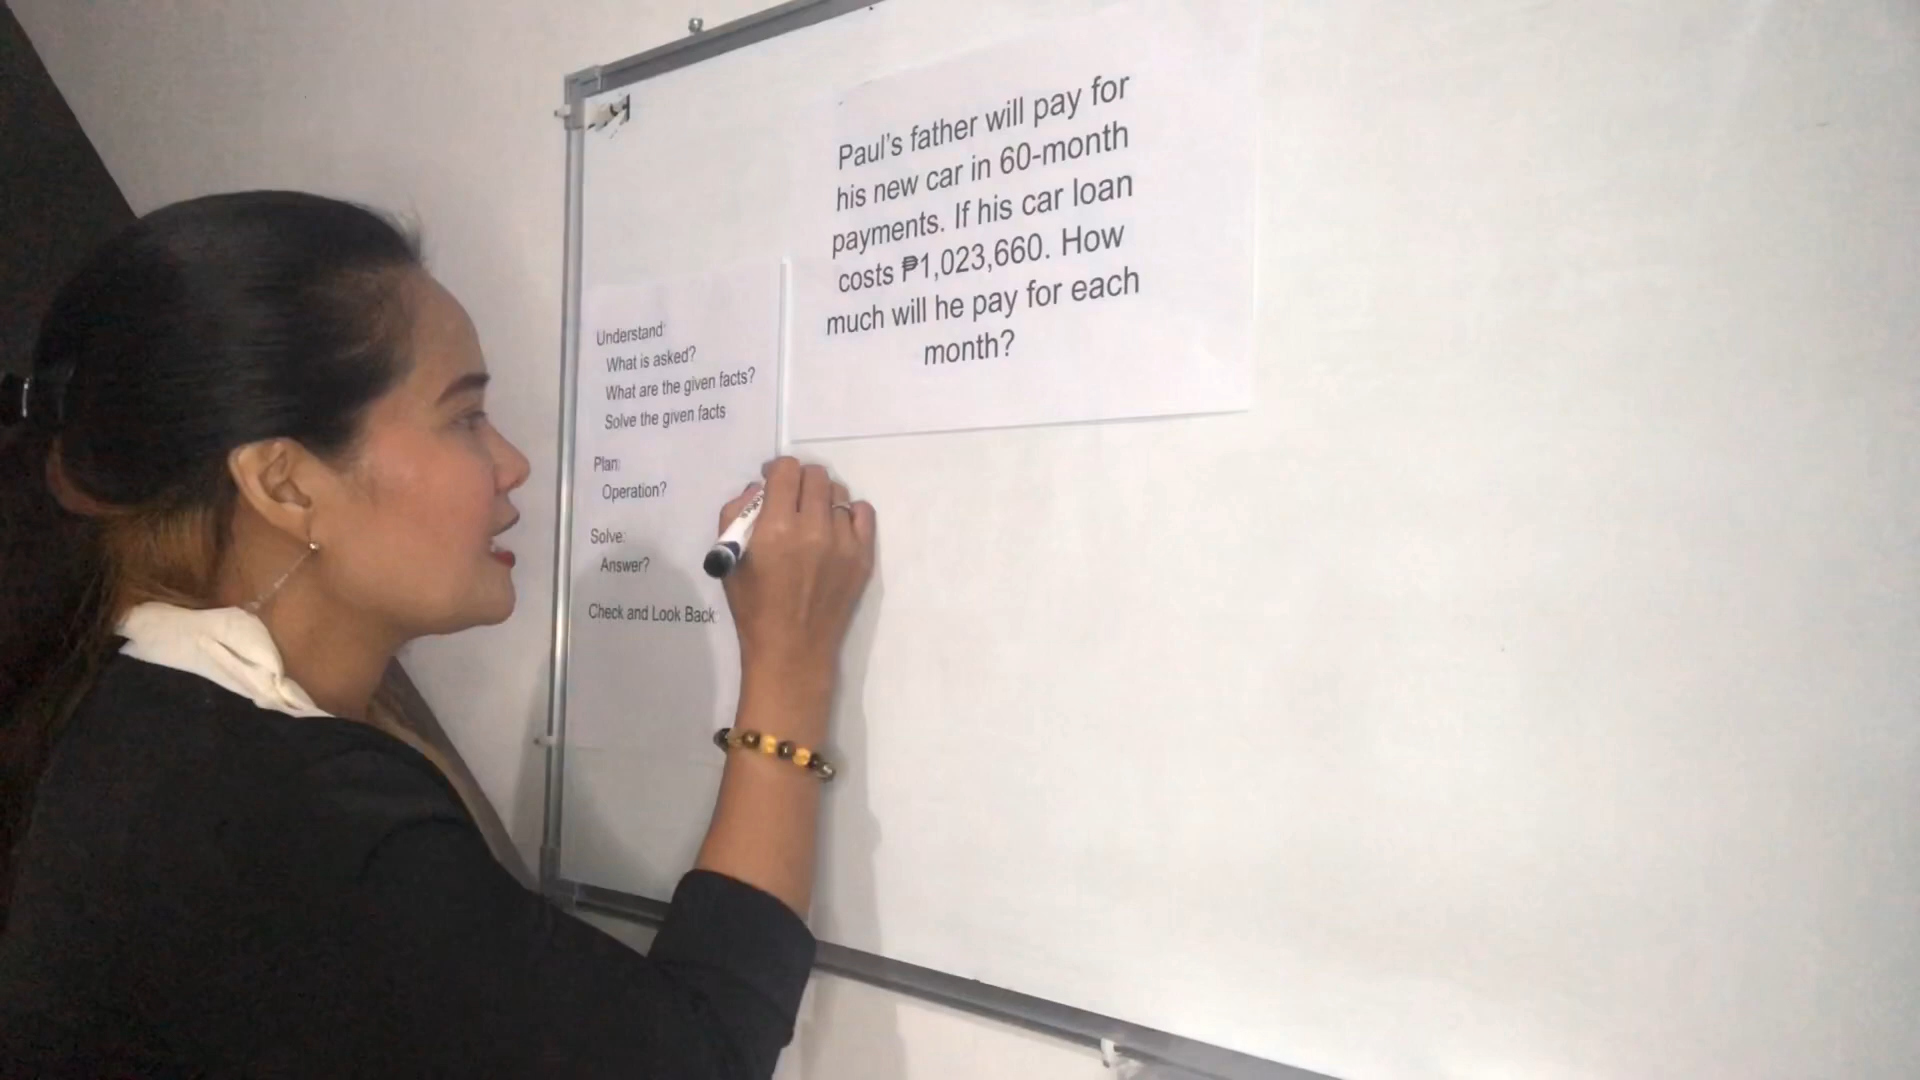 Paul's father will pay for
his new car in 60-month
payments. If his car loan
costs ₱1,023,660. How
much will he pay for each
month?
Understand:
What is asked?
What are the given facts?
Solve the given facts
Plan:
Operation?
Solve:
Answer?
Check and Look Back